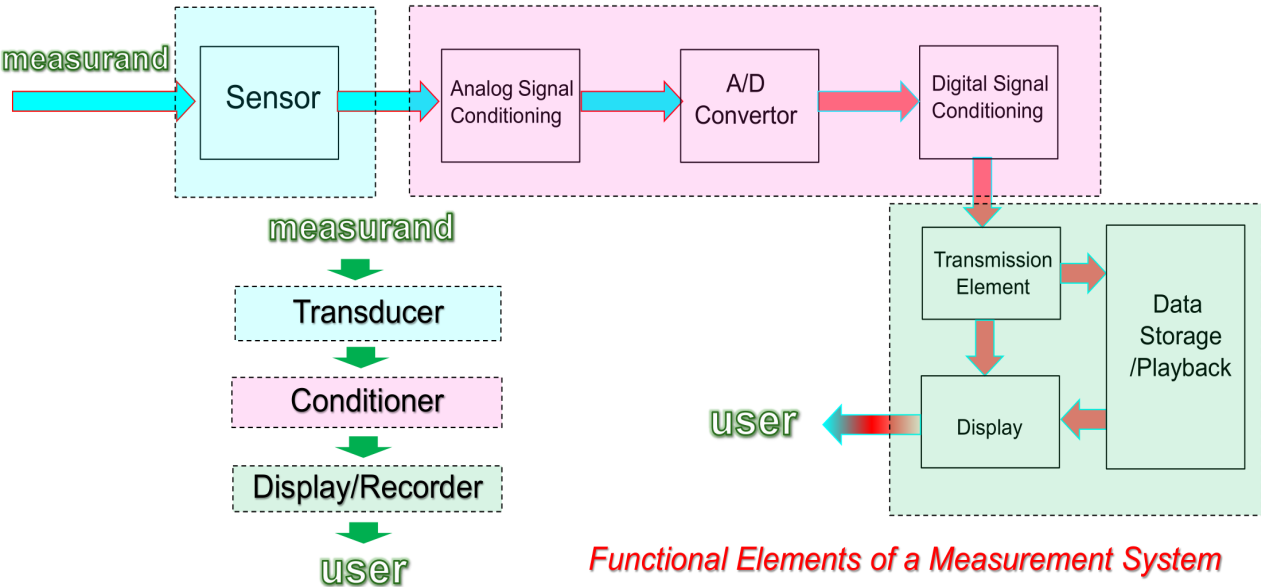 measurand
Sensor
Analog Signal
Conditioning
A/D
Convertor
Digital Signal
Conditioning
measurand
Transducer
Conditioner
Display/Recorder
user
Transmission
Element
Data
Storage
/Playback
Display
user
Functional Elements of a Measurement System